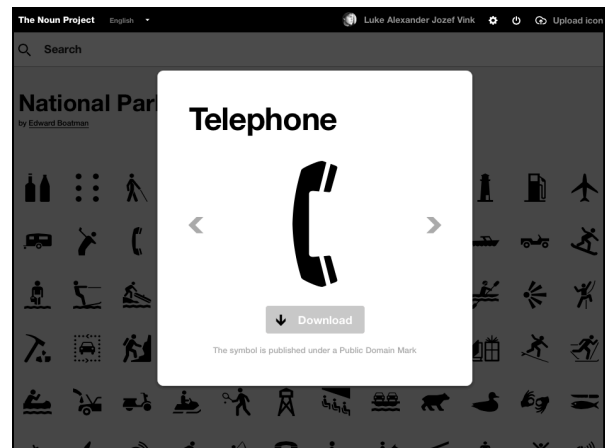 The Noun Project English Luke Alexander Jozef Vink Upload icon
Search
National Par
by Edward Boatman
Telephone
Download
The symbol is published under a Public Domain Mark